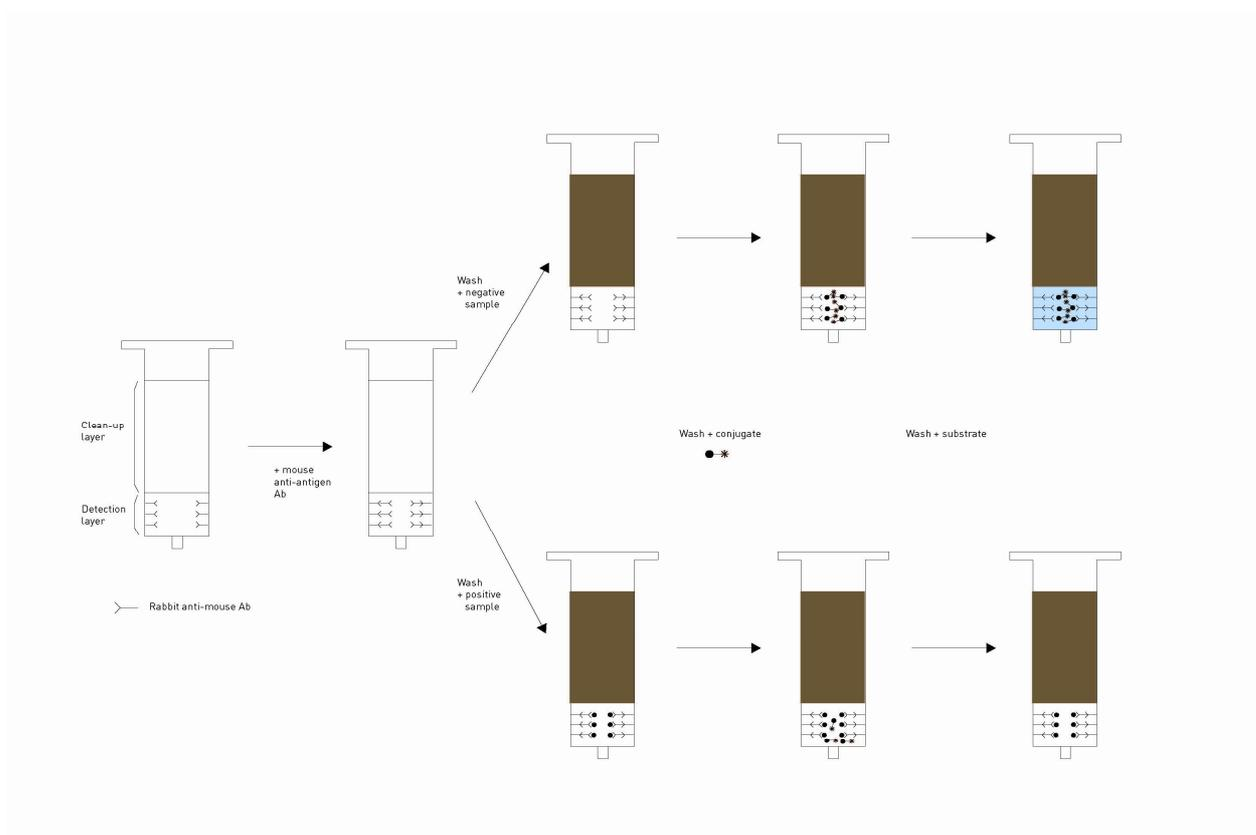 Wash
+ negative
sample
Clean-up
layer
+ mouse
anti-antigen
Ab
Detection
layer
Rabbit anti-mouse Ab
Wash
+ positive
sample
Wash + conjugate
Wash + substrate